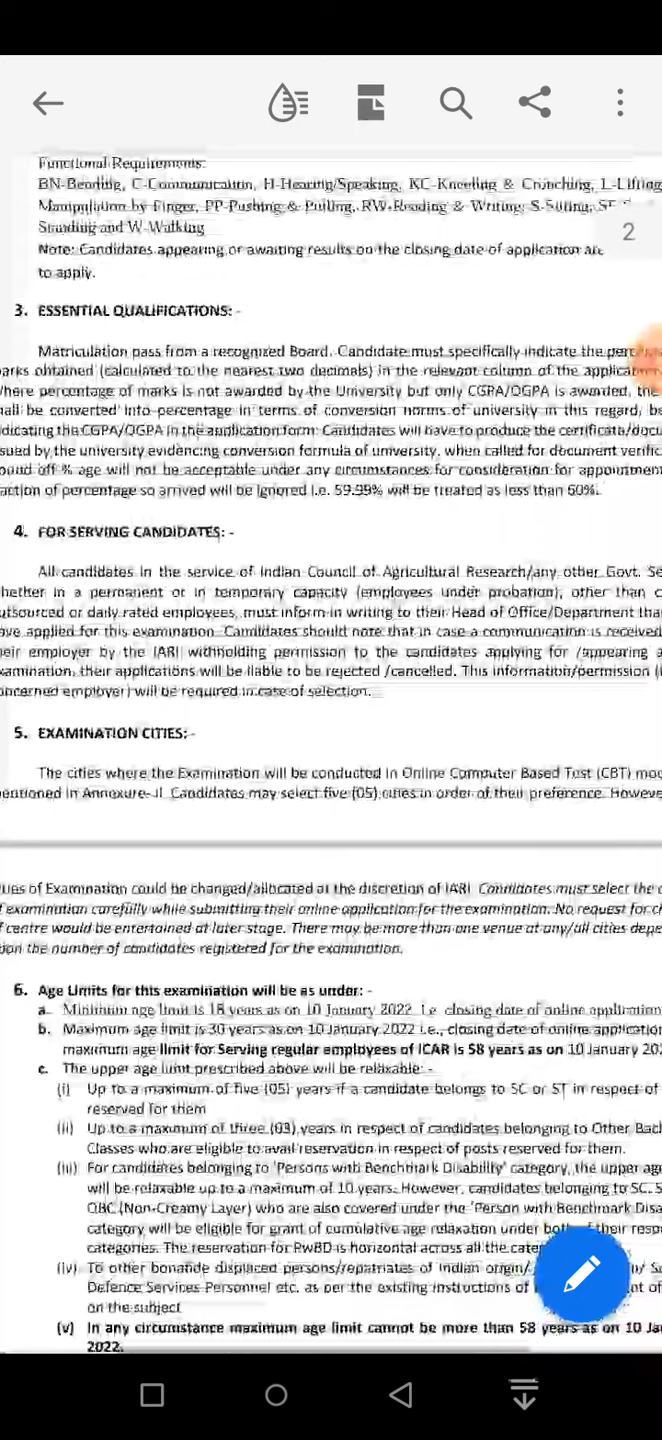 Functional Requirements:
BN-Bending, C-Communication, H-Hearing/Speaking, KC-Kneeling & Crunching, L-Lifting
Manipulation by Finger, PP-Pushing & Pulling, RW-Reading & Writing, S-Sitting, ST
Standing and W-Walking
2
Note: Candidates appearing or awaiting results on the closing date of application are
to apply.
3. ESSENTIAL QUALIFICATIONS: -
Matriculation pass from a recognized Board. Candidate must specifically indicate the
arks obtained (calculated to the nearest two decimals) in the relevant column of the
here percentage of marks is not awarded by the University but only CGPA/OGPA is awarded, the
all be converted into percentage in terms of conversion norms of university in this regard, be
dicating the CGPA/OGPA in the application form. Candidates will have to produce the certificate/docu
sued by the university evidencing conversion formula of university, when called for document verific
ound off % age will not be acceptable under any circumstances for consideration for appointment
action of percentage so arrived will be ignored i.e. 59.99% will be treated as less than 60%.
4. FOR SERVING CANDIDATES: -
All candidates in the service of Indian Council of Agricultural Research/any other Govt. Se
hether in a permanent or in temporary capacity (employees under probation), other than c
utsourced or daily rated employees, must inform in writing to their Head of Office/Department tha
ave applied for this examination. Candidates should note that in case a communication is received
eir employer by the IARI withholding permission to the candidates applying for /appearing a
xamination, their applications will be liable to be rejected /cancelled. This information/permission
oncerned employer) will be required in case of selection.
5. EXAMINATION CITIES: -
The cities where the Examination will be conducted in Online Computer Based Test (CBT) mod
entioned in Annexure-II. Candidates may select five (05) cities in order of their preference. Howeve
ues of Examination could be changed/allocated at the discretion of IARI. Candidates must select the c
f examination carefully while submitting their online application for the examination. No request for ch
f centre would be entertained at later stage. There may be more than one venue at any/all cities depe
on the number of candidates registered for the examination.
6. Age Limits for this examination will be as under: -
a. Minimum age limit is 18 years as on 10 January 2022. i.e closing date of online application
b. Maximum age limit is 30 years as on 10 January 2022 i.e., closing date of online application
maximum age limit for Serving regular employees of ICAR is 58 years as on 10 January 202
c. The upper age limit prescribed above will be relaxable: -
(i) Up to a maximum of five (05) years if a candidate belongs to SC or ST in respect of
reserved for them
(ii) Up to a maximum of three (03) years in respect of candidates belonging to Other Bac
Classes who are eligible to avail reservation in respect of posts reserved for them.
(iii) For candidates belonging to 'Persons with Benchmark Disability' category, the upper age
will be relaxable up to a maximum of 10 years. However, candidates belonging to SC, S
OBC (Non-Creamy Layer) who are also covered under the 'Person with Benchmark Disa
category will be eligible for grant of cumulative age relaxation under both of their resp
categories. The reservation for PwBD is horizontal across all the cate
(iv) To other bonafide displaced persons/repatriates of Indian origin/
Defence Services Personnel etc. as per the existing instructions of nt of
on the subject
(v) In any circumstance maximum age limit cannot be more than 58 years as on 10 Ja
2022.